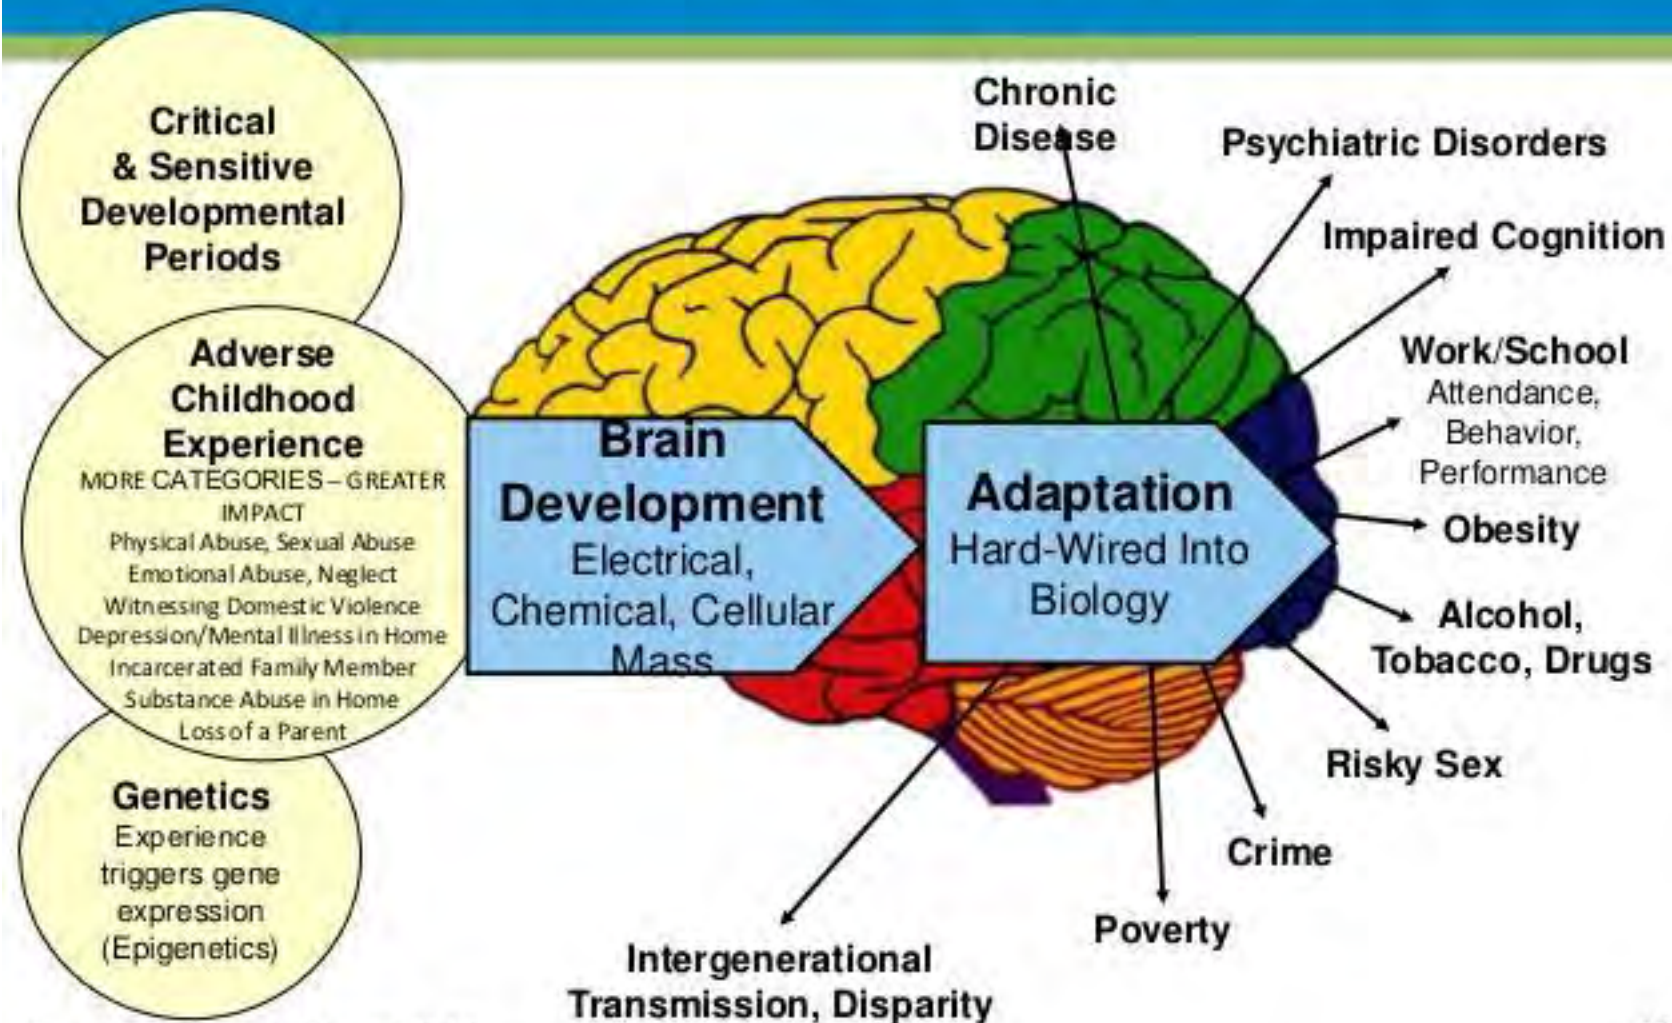 Critical
& Sensitive
Developmental
Periods
Adverse
Childhood
Experience
MORE CATEGORIES – GREATER
IMPACT
Physical Abuse, Sexual Abuse
Emotional Abuse, Neglect
Witnessing Domestic Violence
Depression/Mental Illness in Home
Incarcerated Family Member
Substance Abuse in Home
Loss of a Parent
Genetics
Experience
triggers gene
expression
(Epigenetics)
Brain
Development
Electrical,
Chemical, Cellular
Mass
Adaptation
Hard-Wired Into
Biology
Chronic
Disease
Psychiatric Disorders
Impaired Cognition
Work/School
Attendance,
Behavior,
Performance
Obesity
Alcohol,
Tobacco, Drugs
Risky Sex
Crime
Poverty
Intergenerational
Transmission, Disparity